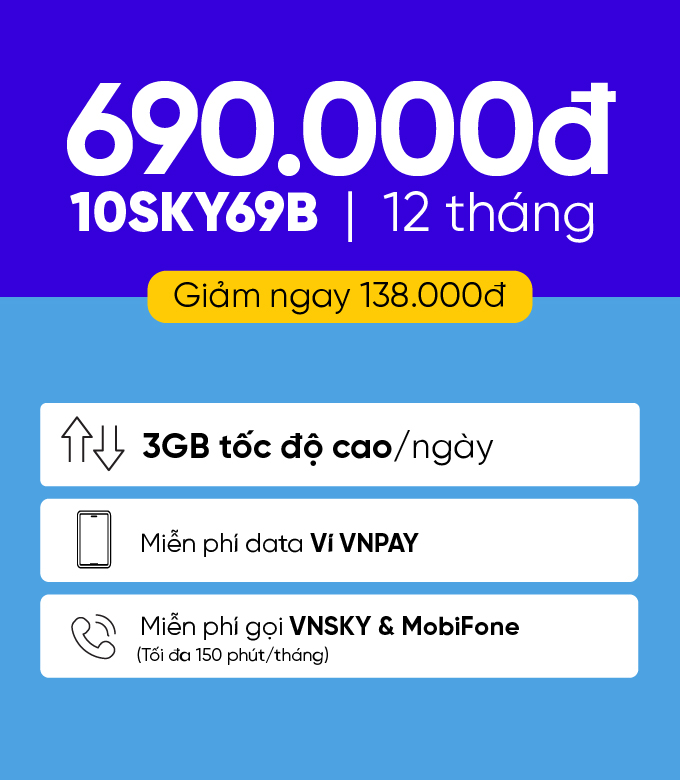 690.000đ
10SKY69B | 12 tháng
Giảm ngay 138.000đ
3GB tốc độ cao/ngày
Miễn phí data Ví VNPAY
Miễn phí gọi VNSKY & MobiFone
(Tối đa 150 phút/tháng)